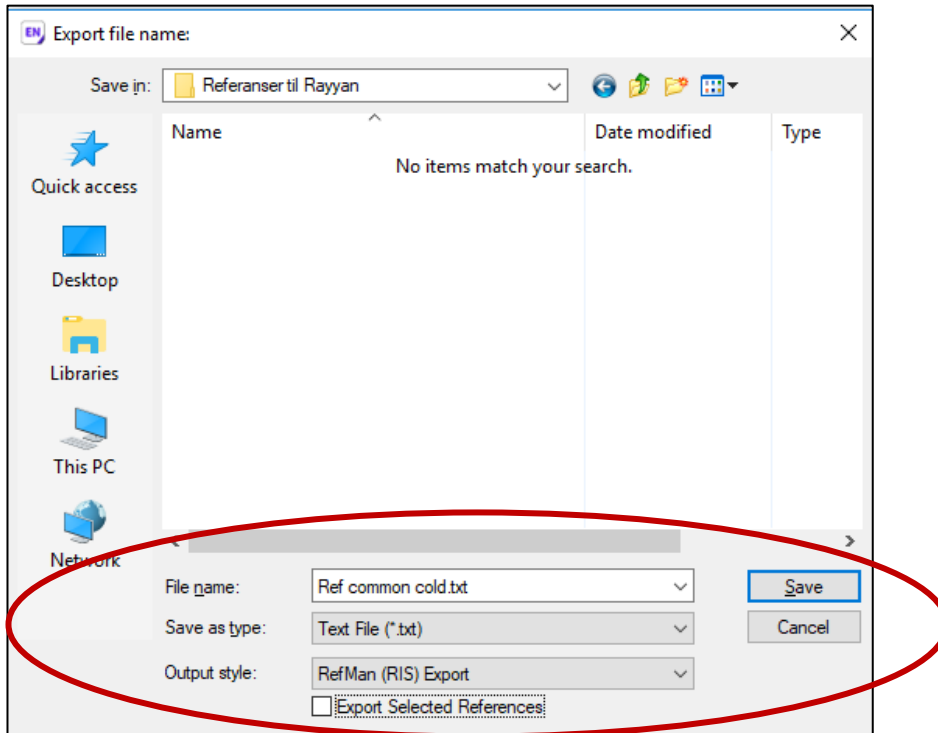 EN Export file name:
Save in: Referanser til Rayyan
Name Date modified Type
No items match your search.
Quick access
Desktop
Libraries
This PC
Network
File name: Ref common cold.txt Save
Save as type: Text File (*.txt) Cancel
Output style: RefMan (RIS) Export
Export Selected References